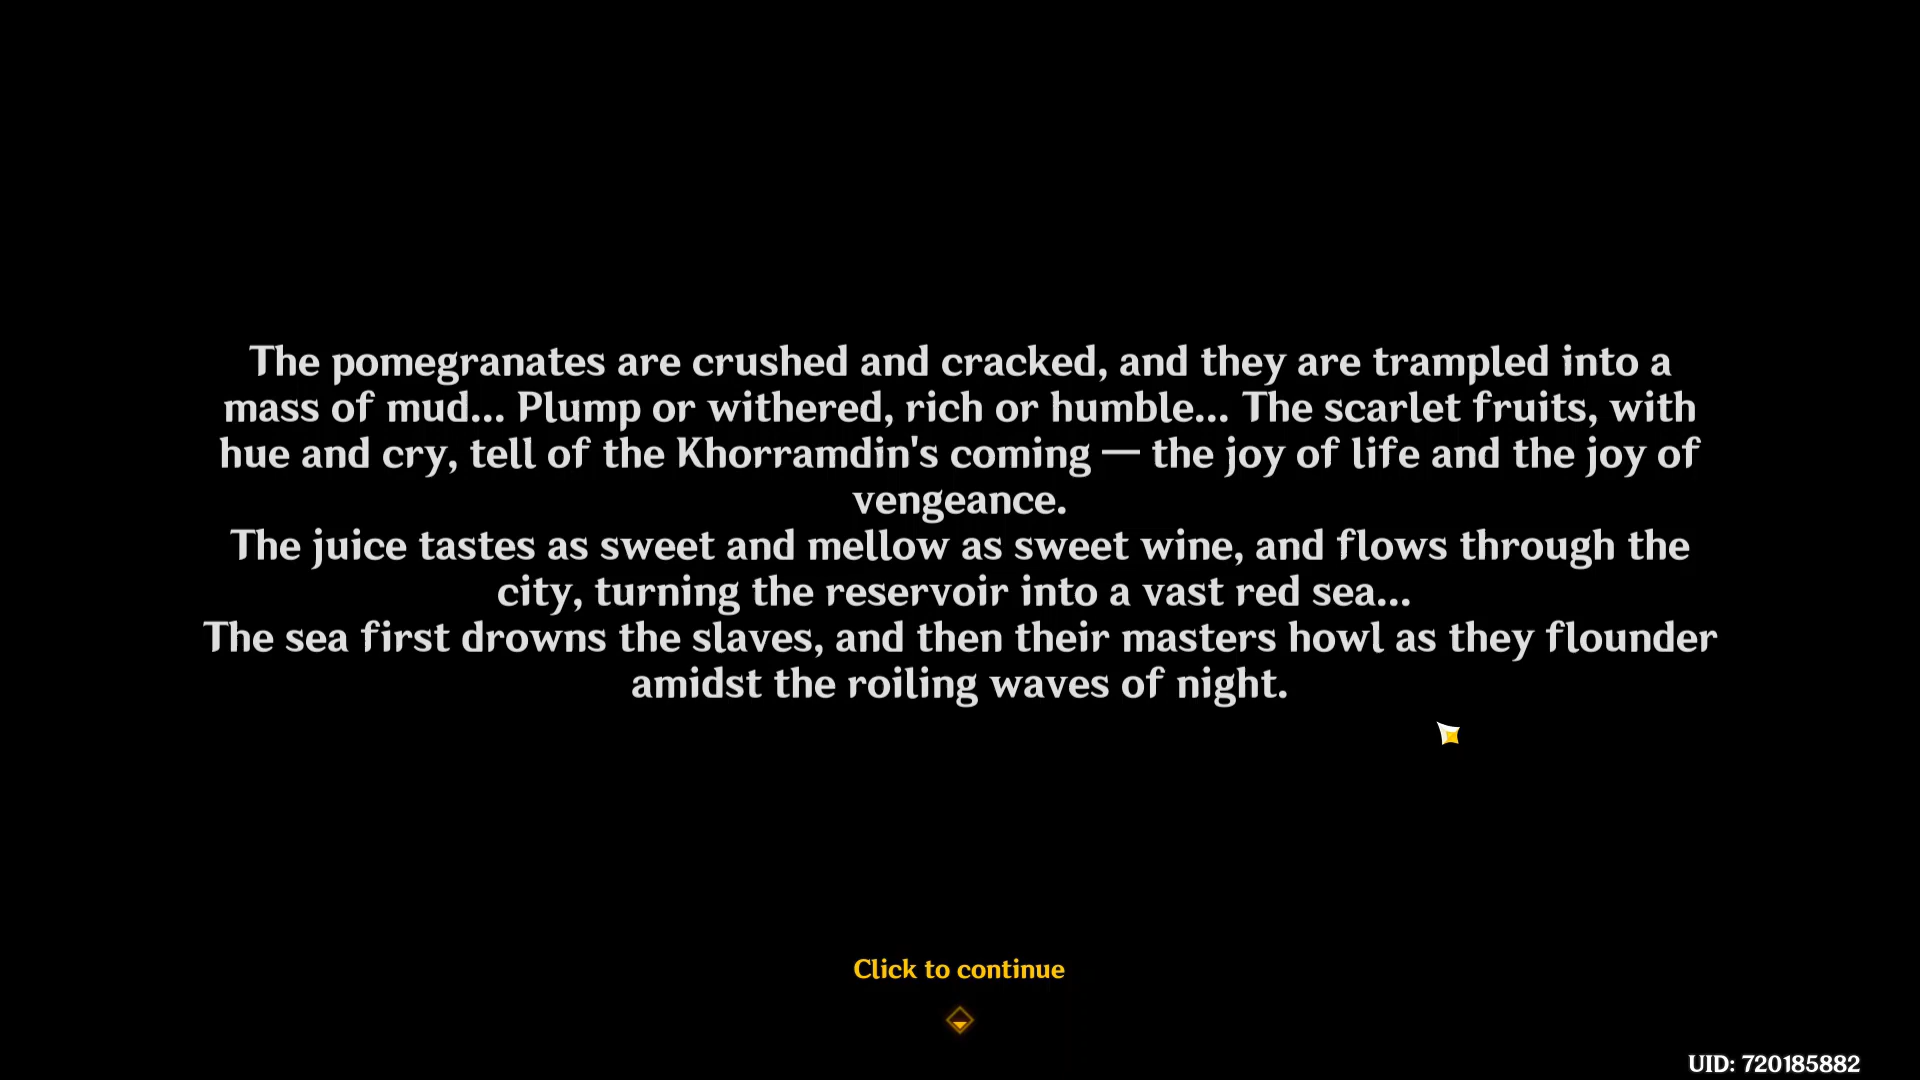 The pomegranates are crushed and cracked, and they are trampled into a
mass of mud... Plump or withered, rich or humble... The scarlet fruits, with
hue and cry, tell of the Khorramdin's coming — the joy of life and the joy of
vengeance.
The juice tastes as sweet and mellow as sweet wine, and flows through the
city, turning the reservoir into a vast red sea...
The sea first drowns the slaves, and then their masters howl as they flounder
amidst the roiling waves of night.
Click to continue
UID: 720185882